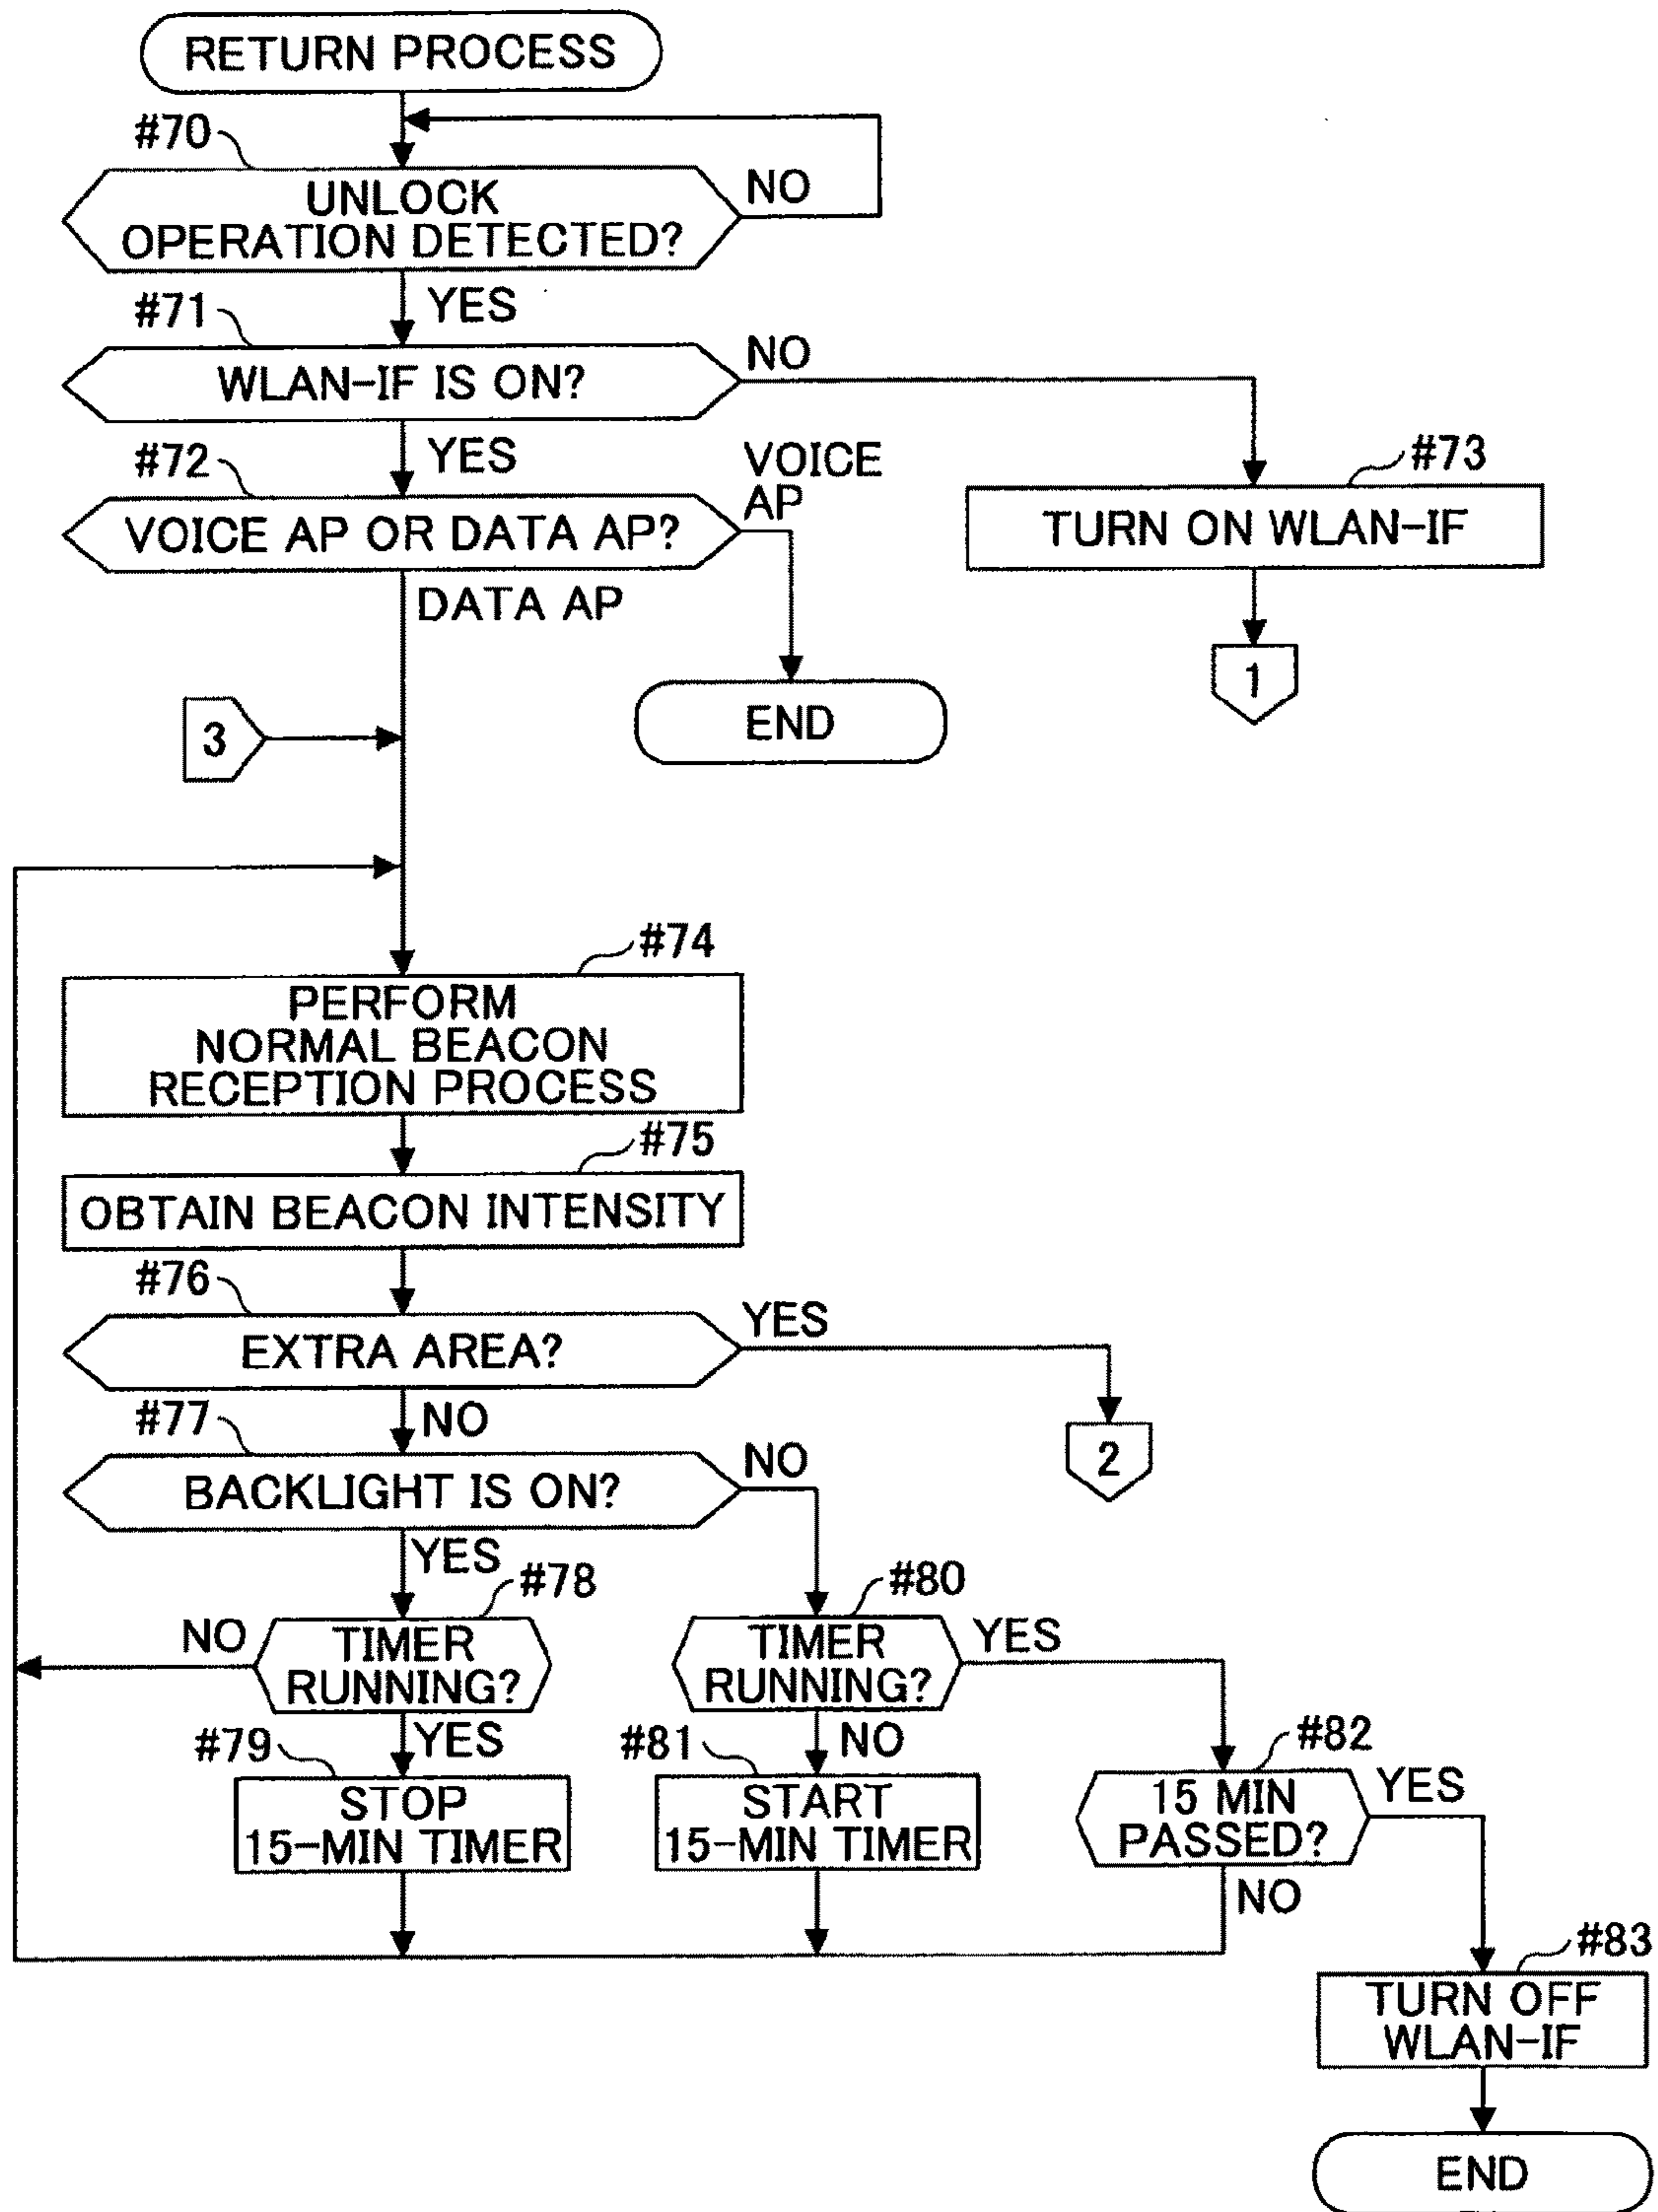 RETURN PROCESS
#70
UNLOCK
OPERATION DETECTED?
NO
YES
#71
WLAN-IF IS ON?
NO
YES
#72
VOICE AP OR DATA AP?
VOICE
AP
DATA AP
#73
TURN ON WLAN-IF
1
END
3
#74
PERFORM
NORMAL BEACON
RECEPTION PROCESS
#75
OBTAIN BEACON INTENSITY
#76
EXTRA AREA?
YES
NO
2
#77
BACKLIGHT IS ON?
NO
YES
#78
TIMER
RUNNING?
NO
YES
#80
TIMER
RUNNING?
YES
NO
#79
STOP
15-MIN TIMER
#81
START
15-MIN TIMER
#82
15 MIN
PASSED?
YES
NO
#83
TURN OFF
WLAN-IF
END